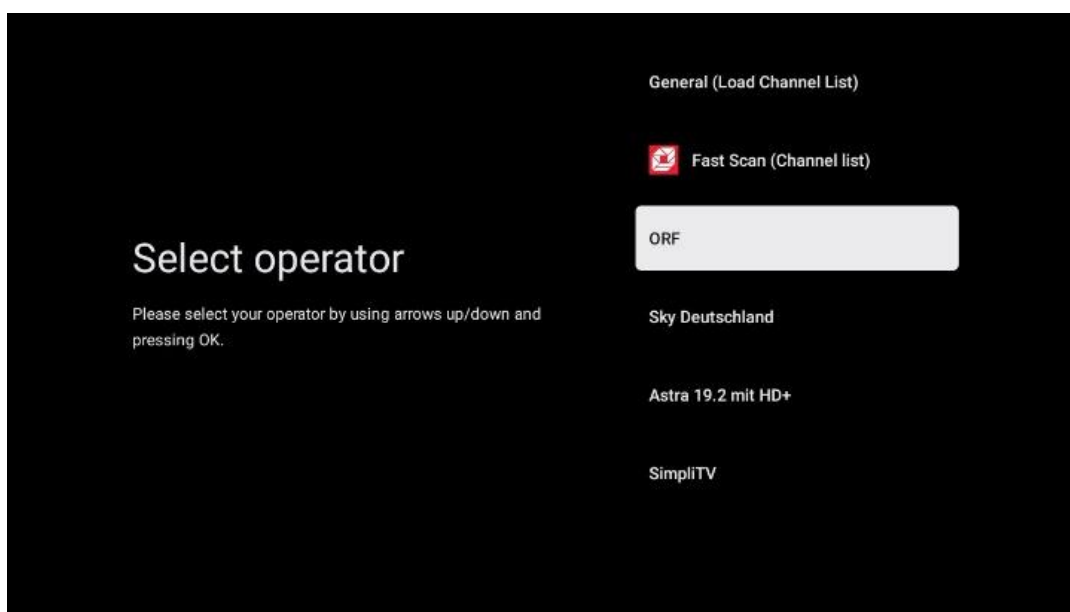 Select operator
Please select your operator by using arrows up/down and
pressing OK.
General (Load Channel List)
Fast Scan (Channel list)
ORF
Sky Deutschland
Astra 19.2 mit HD+
SimpliTV